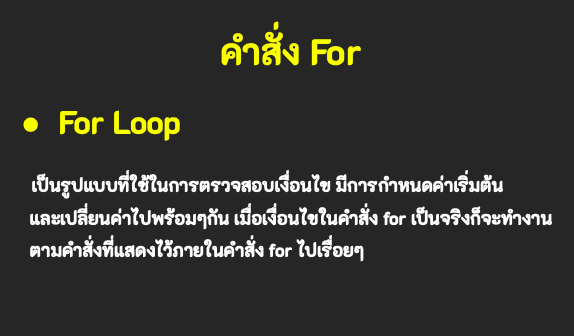 คำสั่ง For
● For Loop
เป็นรูปแบบที่ใช้ในการตรวจสอบเงื่อนไข มีการกำหนดค่าเริ่มต้น
และเปลี่ยนค่าไปพร้อมๆกัน เมื่อเงื่อนไขในคำสั่ง for เป็นจริงก็จะทำงาน
ตามคำสั่งที่แสดงไว้ภายในคำสั่ง for ไปเรื่อยๆ